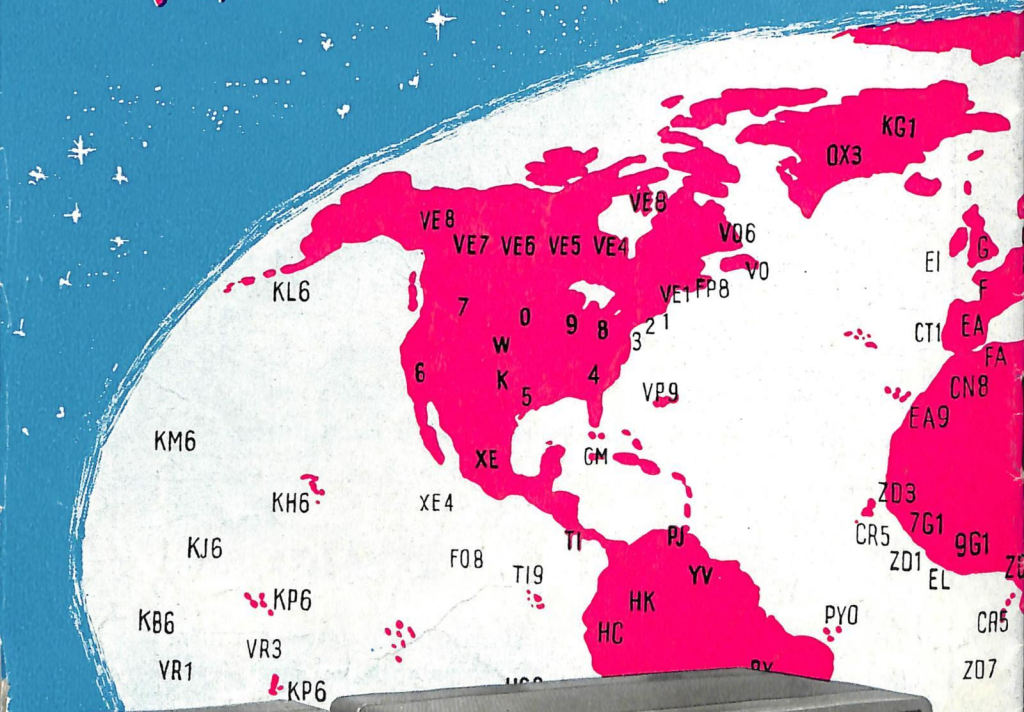 KG1
OX3
VE8
VE8
VE7 VE6 VE5 VE4
VO6
G
EI
VO
KL6
VE1 FP8
F
7
0
9 8
2 1
3
CT1
EA
W
FA
6
K
4
CN8
5
VP9
EA9
KM6
XE
CM
ZD3
KH6
XE4
7G1
CR5
9G1
KJ6
TI
PJ
ZD1
FO8
TI9
YV
EL
KP6
HK
PY0
KB6
HC
CR5
VR3
VR1
ZD7
KP6